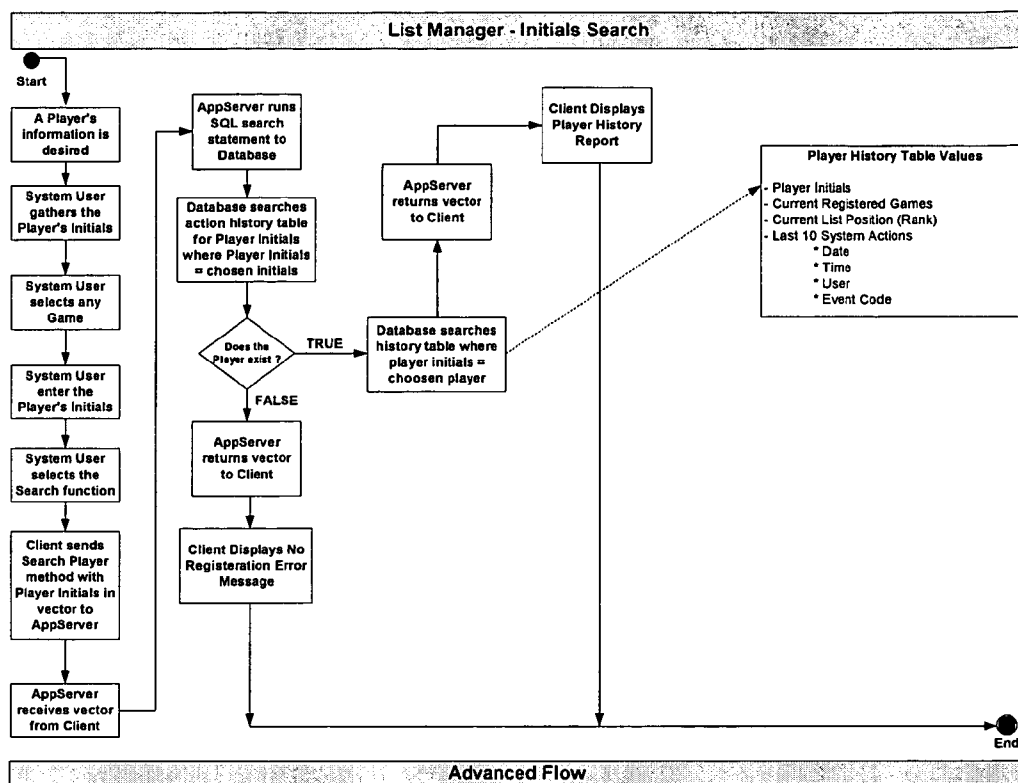 List Manager - Initials Search
Start
A Player's
information is
desired
System User
gathers the
Player's Initials
System User
selects any
Game
System User
enter the
Player's Initials
System User
selects the
Search function
Client sends
Search Player
method with
Player Initials in
vector to
AppServer
AppServer
receives vector
from Client
AppServer runs
SQL search
statement to
Database
Database searches
action history table
for Player Initials
where Player Initials
= chosen initials
Does the
Player exist ?
TRUE
FALSE
AppServer
returns vector
to Client
Client Displays No
Registeration Error
Message
Database searches
history table where
player initials =
choosen player
AppServer
returns vector
to Client
Client Displays
Player History
Report
Player History Table Values
- Player Initials
- Current Registered Games
- Current List Position (Rank)
- Last 10 System Actions
* Date
* Time
* User
* Event Code
End
Advanced Flow